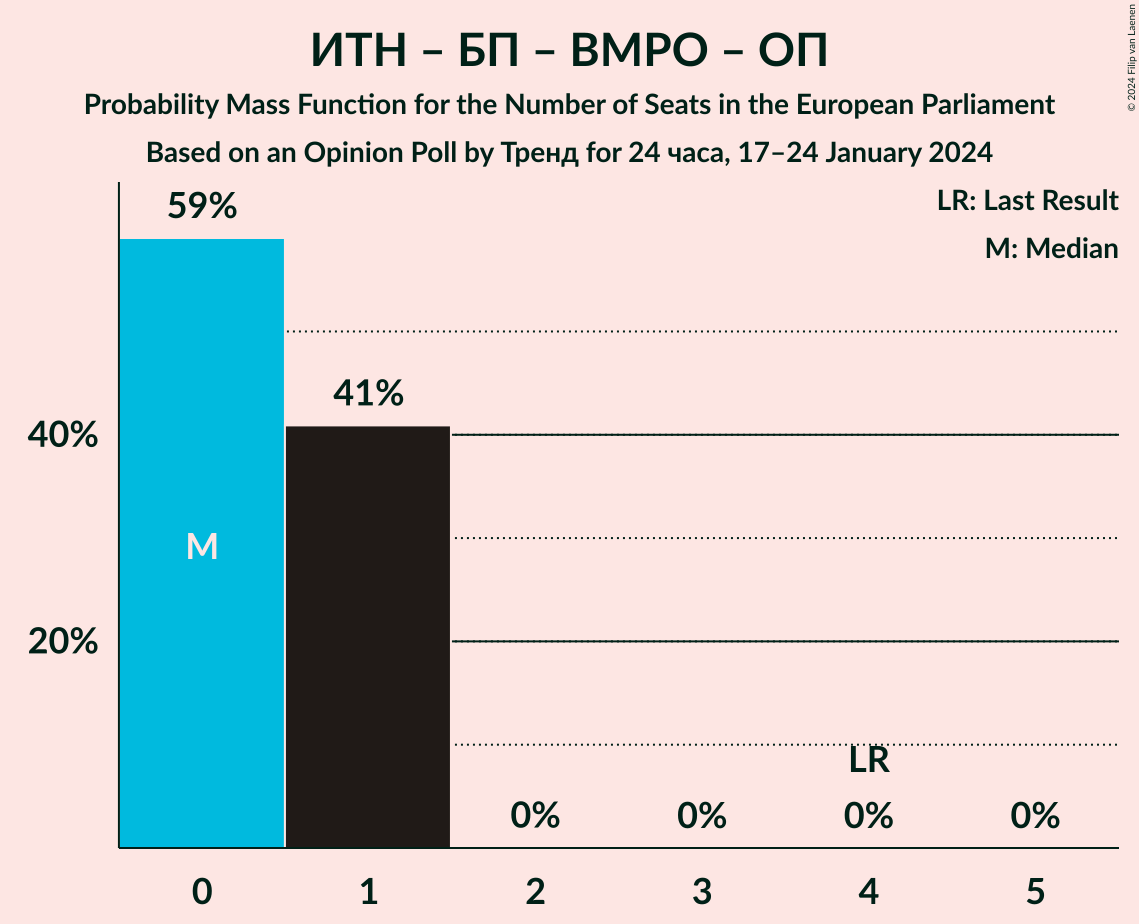 ИТН – БП – ВМРО – ОП
Probability Mass Function for the Number of Seats in the European Parliament
Based on an Opinion Poll by Тренд for 24 часа, 17–24 January 2024
© 2024 Filip van Laenen
LR: Last Result
M: Median
59%
41%
40%
M
20%
LR
0% 0% 0% 0%
0 1 2 3 4 5